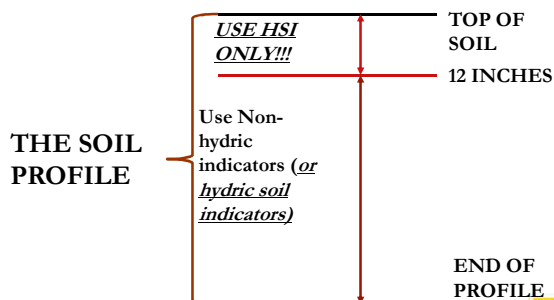 USE HSI
ONLY!!!
TOP OF
SOIL
12 INCHES
Use Non-
hydric
indicators (or
hydric soil
indicators)
THE SOIL
PROFILE
END OF
PROFILE